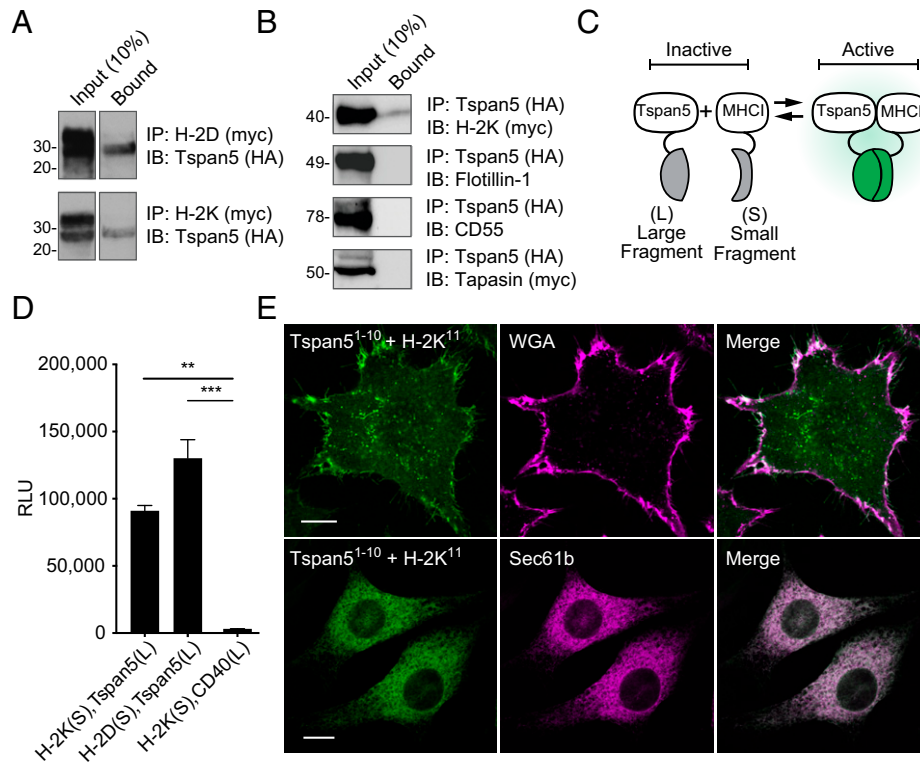 A
Input (10%)
Bound
30-
20-
IP: H-2D (myc)
IB: Tspan5 (HA)
30-
20-
IP: H-2K (myc)
IB: Tspan5 (HA)
B
Input (10%)
Bound
40-
IP: Tspan5 (HA)
IB: H-2K (myc)
49-
IP: Tspan5 (HA)
IB: Flotillin-1
78-
IP: Tspan5 (HA)
IB: CD55
50-
IP: Tspan5 (HA)
IB: Tapasin (myc)
C
Inactive
Active
Tspan5 + MHCI
Tspan5 MHCI
(L)
Large
Fragment
(S)
Small
Fragment
D
RLU
200,000
150,000
100,000
50,000
0
**
***
H-2K(S),Tspan5(L)
H-2D(S),Tspan5(L)
H-2K(S),CD40(L)
E
Tspan5¹⁻¹⁰ + H-2K¹¹
WGA
Merge
Tspan5¹⁻¹⁰ + H-2K¹¹
Sec61b
Merge